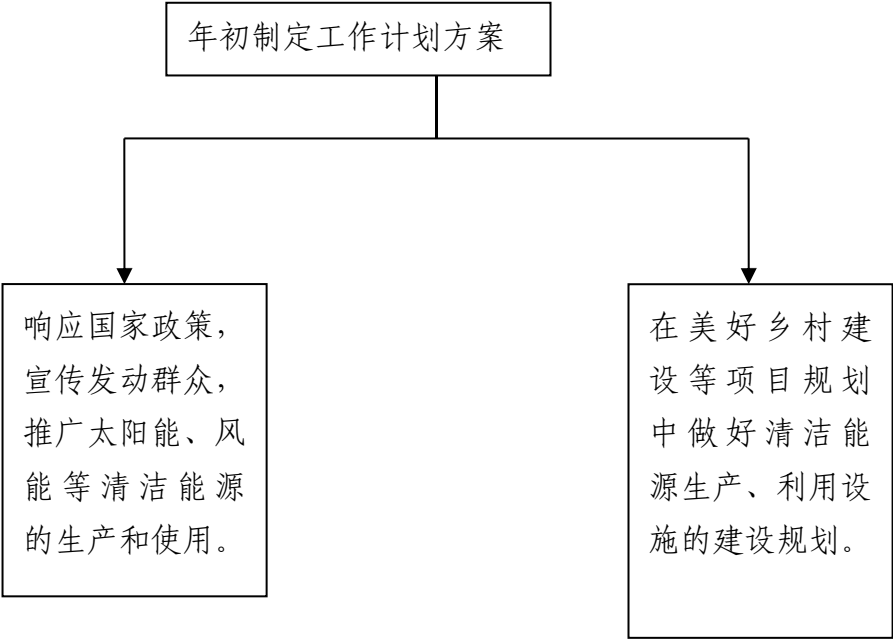 年初制定工作计划方案
响应国家政策，
宣传发动群众，
推广太阳能、风
能等清洁能源
的生产和使用。
在美好乡村建
设等项目规划
中做好清洁能
源生产、利用设
施的建设规划。